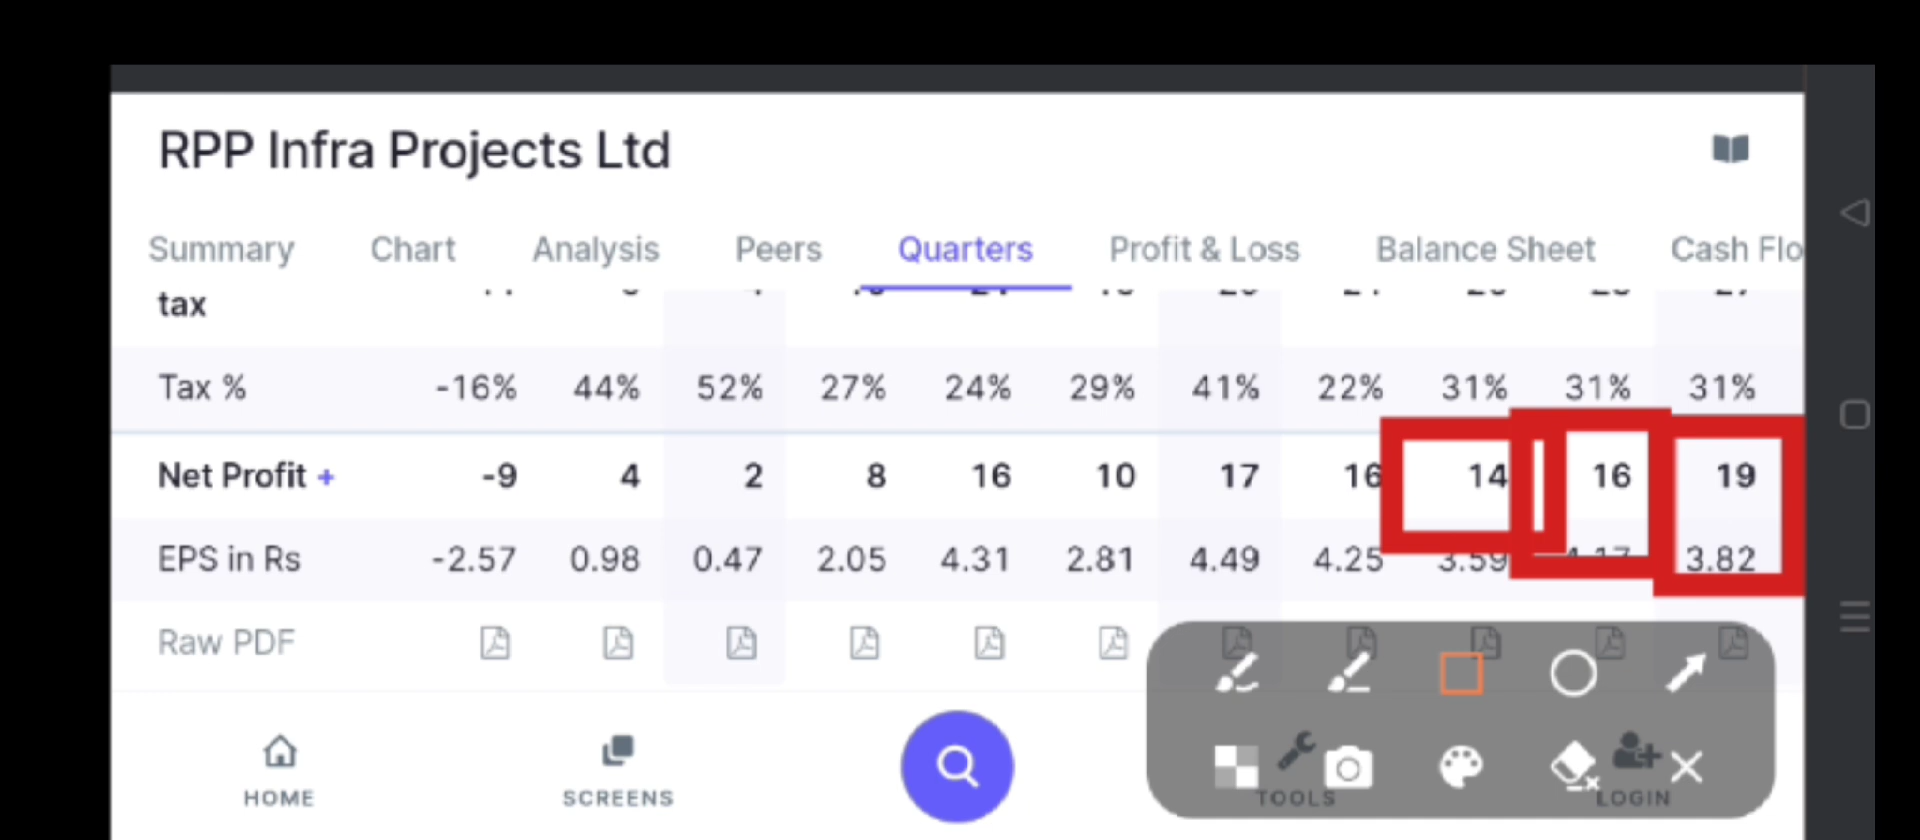 RPP Infra Projects Ltd
Summary Chart Analysis Peers Quarters Profit & Loss Balance Sheet Cash Flo
tax
Tax % -16% 44% 52% 27% 24% 29% 41% 22% 31% 31% 31%
Net Profit + -9 4 2 8 16 10 17 16 14 16 19
EPS in Rs -2.57 0.98 0.47 2.05 4.31 2.81 4.49 4.25 3.59 3.82
Raw PDF
HOME SCREENS TOOLS LOGIN